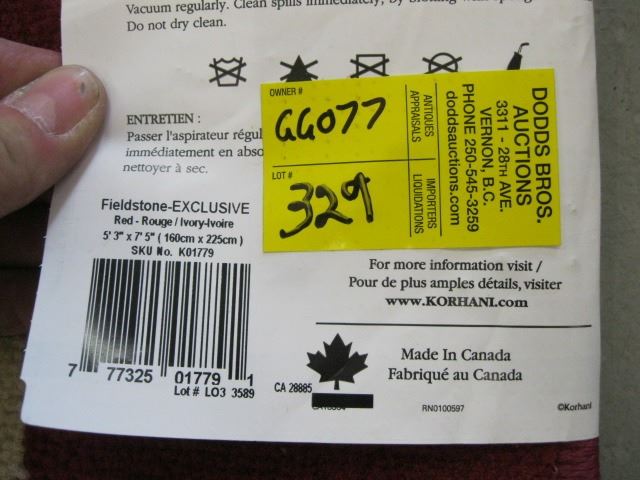 Vacuum regularly. Clean spills immediately, by blotting with
Do not dry clean.
ENTRETIEN :
Passer l'aspirateur régul
immédiatement en abso
nettoyer à sec.
OWNER #
GG077
LOT #
329
ANTIQUES
APPRAISALS
IMPORTERS
LIQUIDATIONS
DODDS BROS.
AUCTIONS
3311 - 28TH AVE.
VERNON, B.C.
PHONE 250-545-3259
doddsauctions.com
Fieldstone-EXCLUSIVE
Red - Rouge / Ivory-Ivoire
5' 3" x 7' 5" ( 160cm x 225cm )
SKU No. K01779
7 77325 01779 1
Lot # LO3 3589
For more information visit /
Pour de plus amples détails, visiter
www.KORHANI.com
Made In Canada
Fabriqué au Canada
CA 28885
RN0100597
©Korhani